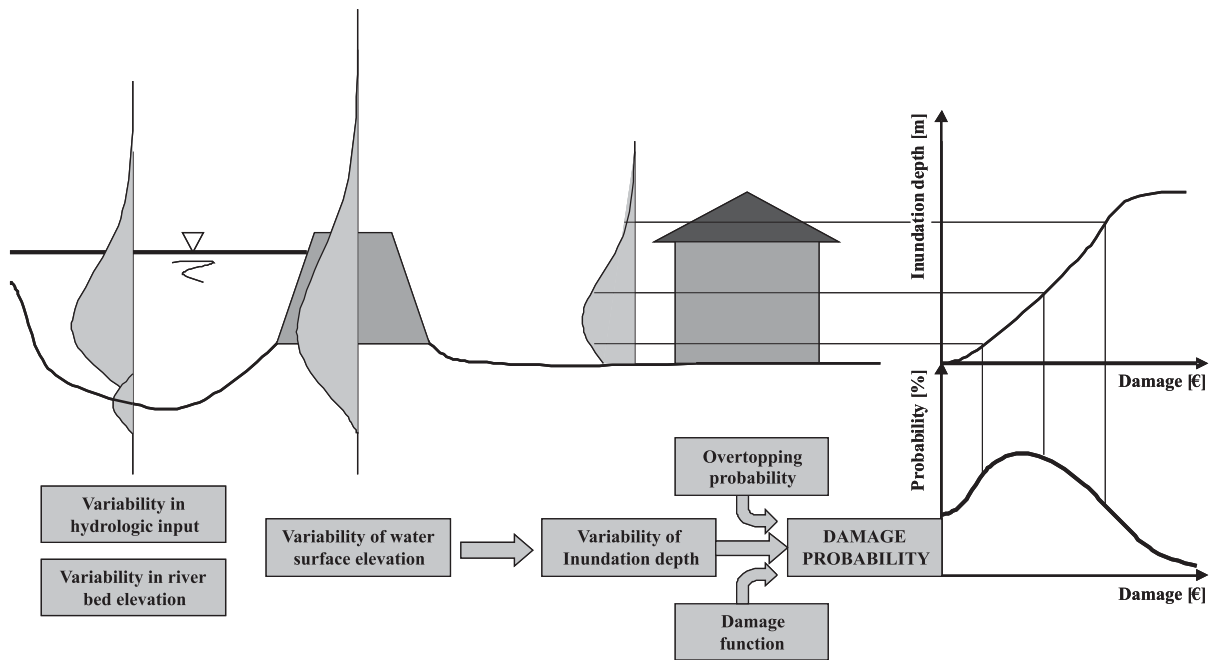 Inundation depth [m]
Damage [€]
Probability [%]
Damage [€]
Variability in
hydrologic input
Variability in river
bed elevation
Variability of water
surface elevation
Variability of
Inundation depth
Overtopping
probability
DAMAGE
PROBABILITY
Damage
function